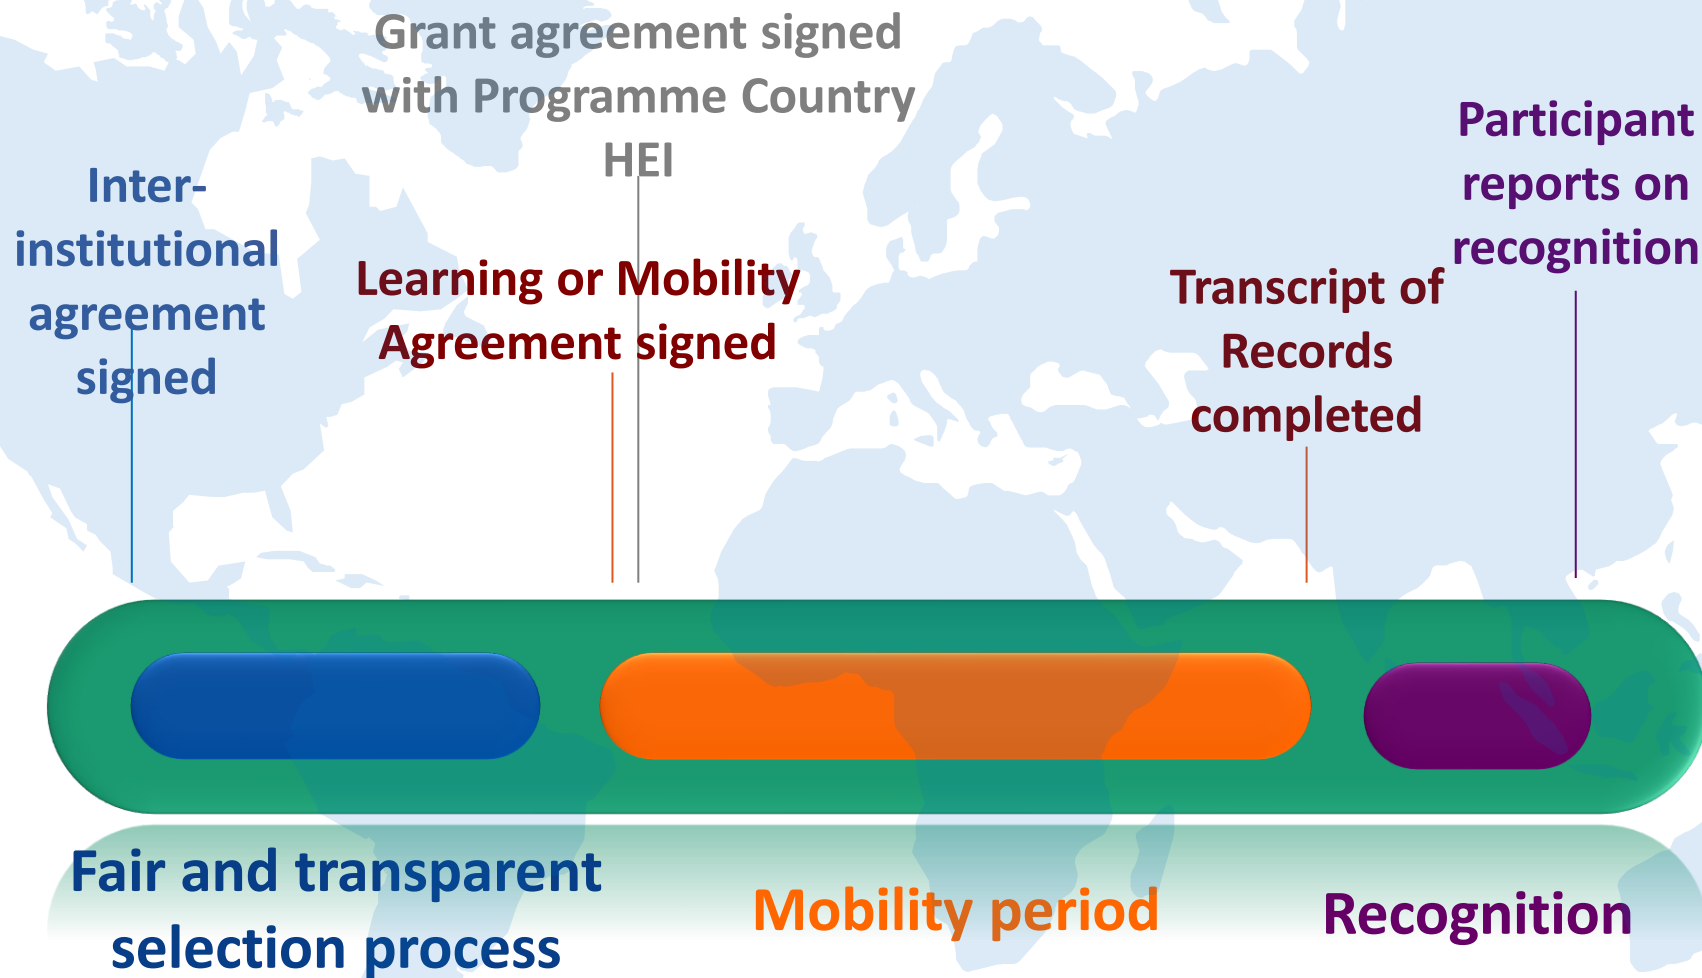 Grant agreement signed
with Programme Country
HEI
Inter-
institutional
agreement
signed
Learning or Mobility
Agreement signed
Transcript of
Records
completed
Participant
reports on
recognition
Fair and transparent
selection process
Mobility period
Recognition